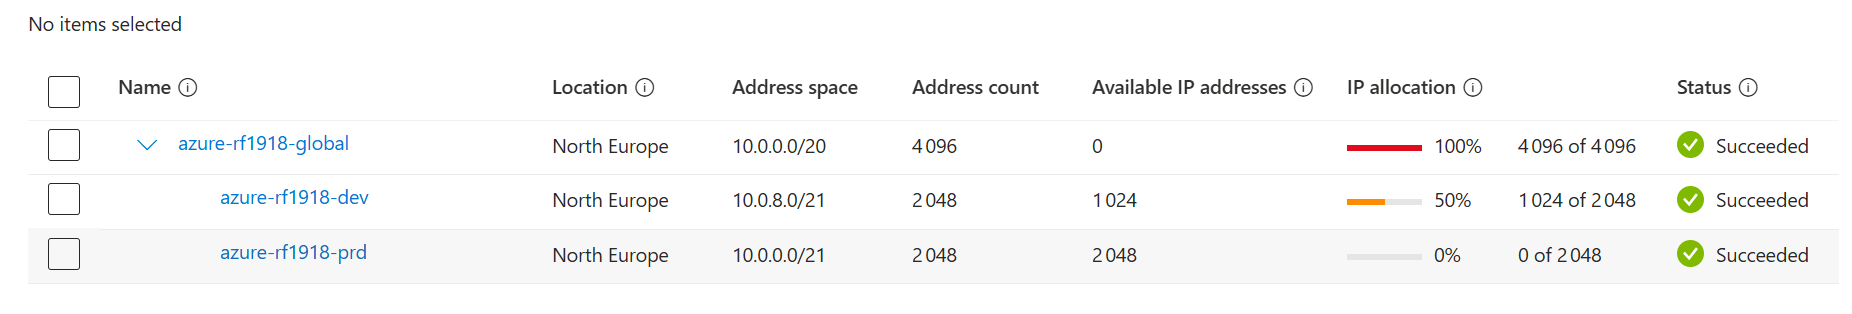 No items selected
Name Location Address space Address count Available IP addresses IP allocation Status
azure-rf1918-global North Europe 10.0.0.0/20 4 096 0 100% 4 096 of 4 096 Succeeded
azure-rf1918-dev North Europe 10.0.8.0/21 2 048 1 024 50% 1 024 of 2 048 Succeeded
azure-rf1918-prd North Europe 10.0.0.0/21 2 048 2 048 0% 0 of 2 048 Succeeded